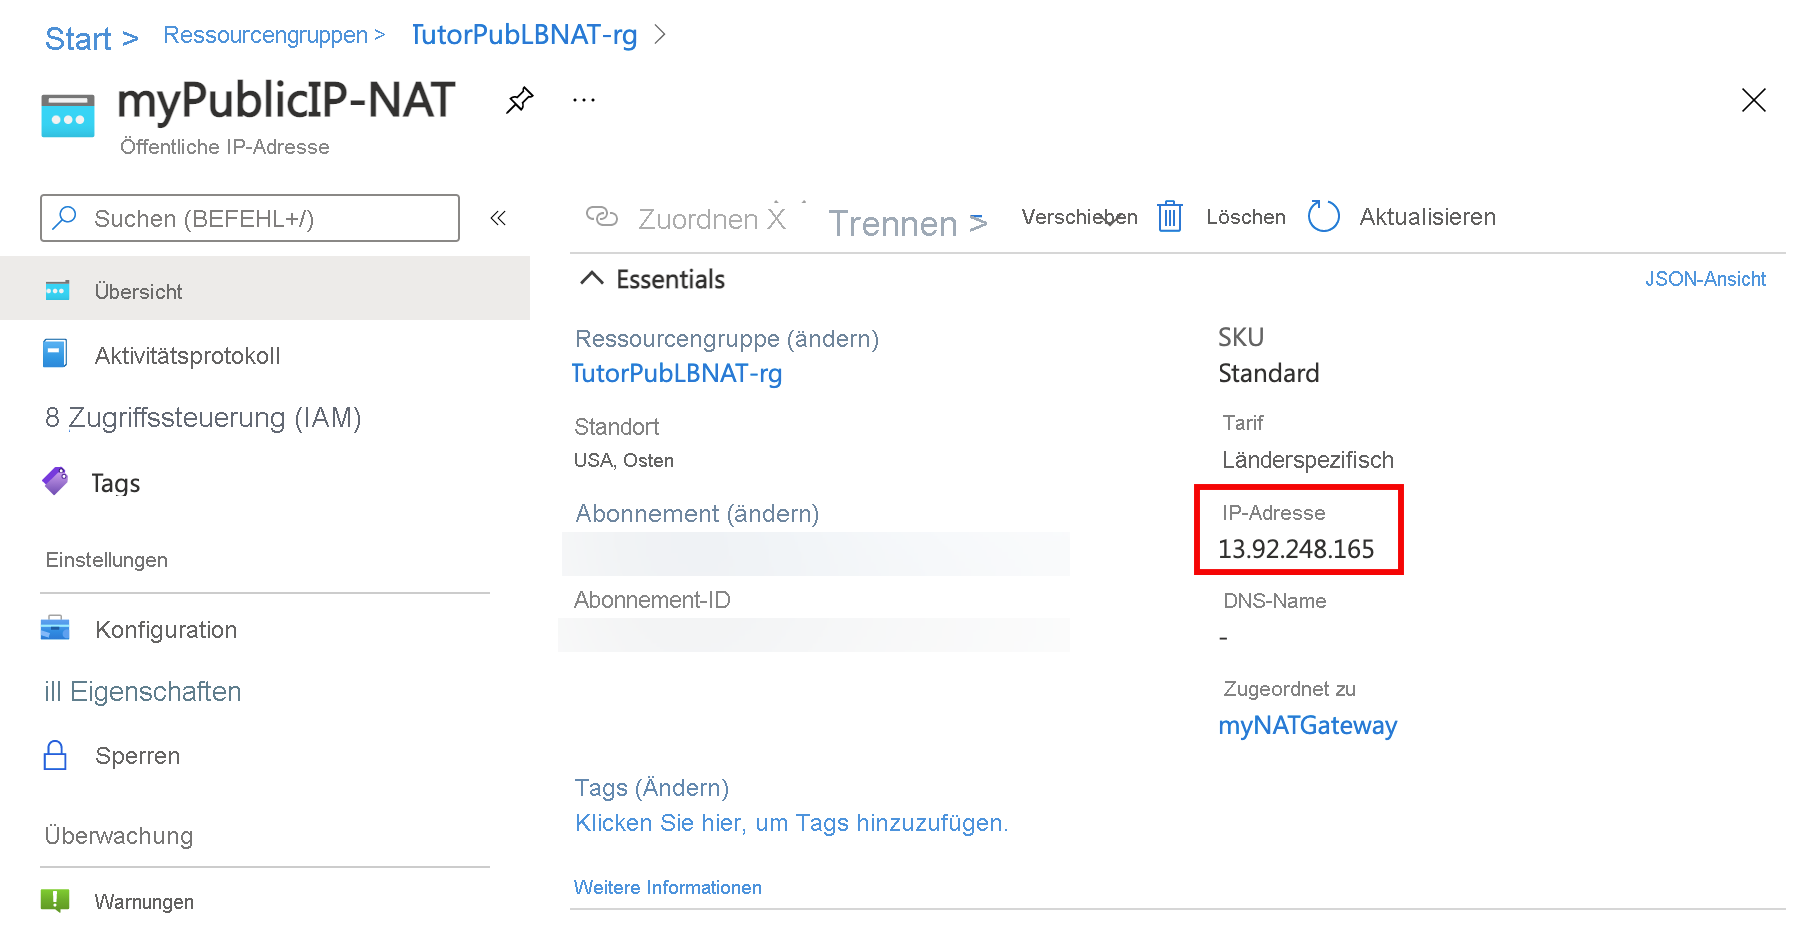 Start >
Ressourcengruppen >
TutorPubLBNAT-rg
myPublicIP-NAT
...
Öffentliche IP-Adresse
Suchen (BEFEHL+/)
«
Übersicht
Aktivitätsprotokoll
8 Zugriffssteuerung (IAM)
Tags
Einstellungen
Konfiguration
ill Eigenschaften
Sperren
Überwachung
Warnungen
Zuordnen X
Trennen >
Verschieben
Löschen
Aktualisieren
Essentials
JSON-Ansicht
Ressourcengruppe (ändern)
TutorPubLBNAT-rg
Standort
USA, Osten
Abonnement (ändern)
Abonnement-ID
SKU
Standard
Tarif
Länderspezifisch
IP-Adresse
13.92.248.165
DNS-Name
-
Zugeordnet zu
myNATGateway
Tags (Ändern)
Klicken Sie hier, um Tags hinzuzufügen.
Weitere Informationen